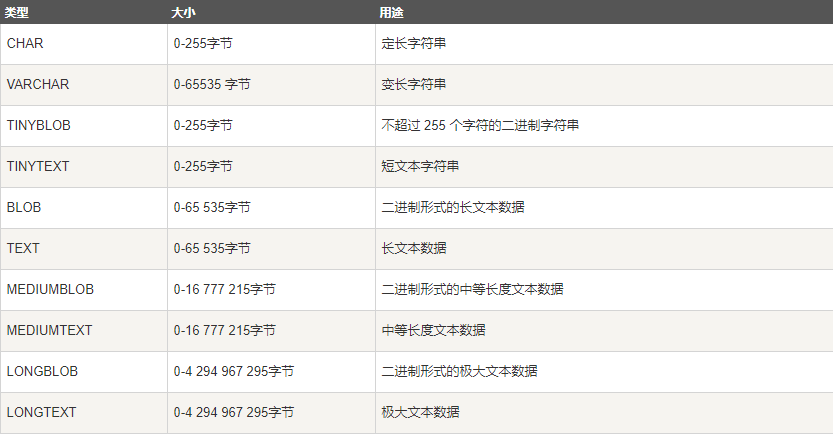 类型 大小 用途
CHAR 0-255字节 定长字符串
VARCHAR 0-65535 字节 变长字符串
TINYBLOB 0-255字节 不超过 255 个字符的二进制字符串
TINYTEXT 0-255字节 短文本字符串
BLOB 0-65 535字节 二进制形式的长文本数据
TEXT 0-65 535字节 长文本数据
MEDIUMBLOB 0-16 777 215字节 二进制形式的中等长度文本数据
MEDIUMTEXT 0-16 777 215字节 中等长度文本数据
LONGBLOB 0-4 294 967 295字节 二进制形式的极大文本数据
LONGTEXT 0-4 294 967 295字节 极大文本数据